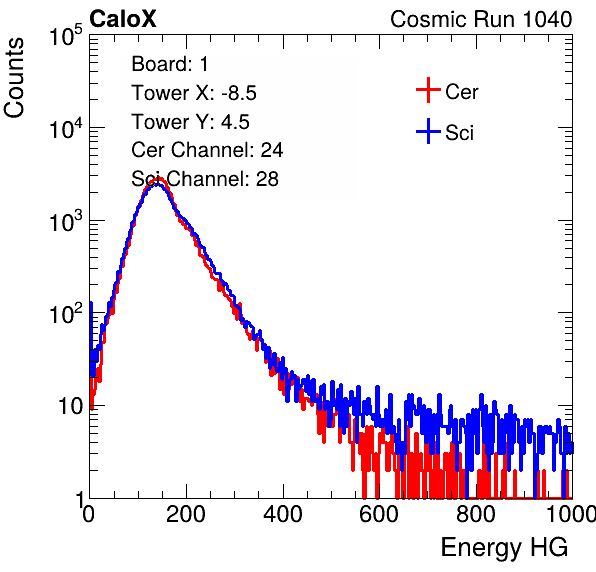 CaloX Cosmic Run 1040
10^5
Counts
Board: 1
Tower X: -8.5
Cer
Tower Y: 4.5
10^4
Sci
Cer Channel: 24
Sci Channel: 28
10^3
10^2
10
1
0 200 400 600 800 1000
Energy HG